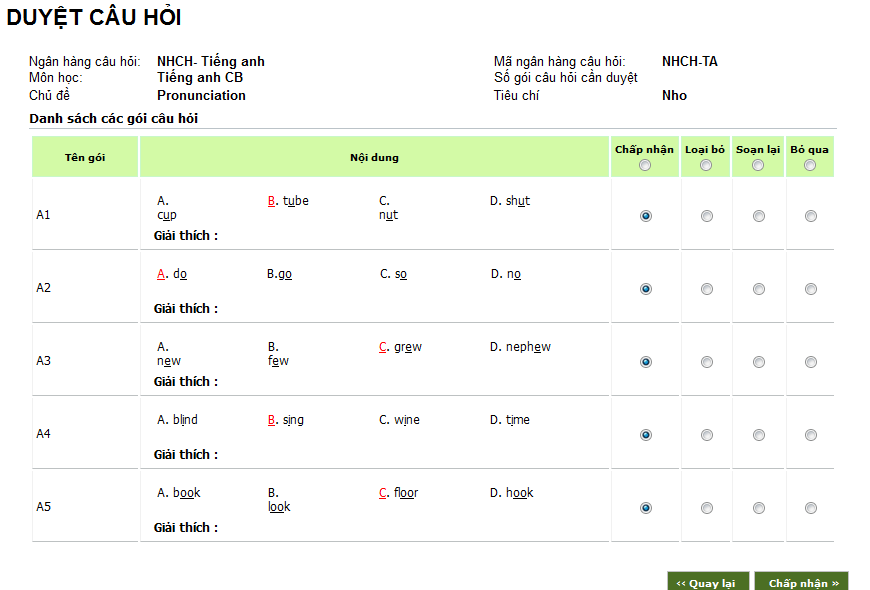 DUYỆT CÂU HỎI
Ngân hàng câu hỏi: NHCH- Tiếng anh Mã ngân hàng câu hỏi: NHCH-TA
Môn học: Tiếng anh CB Số gói câu hỏi cần duyệt
Chủ đề Pronunciation Tiêu chí Nho
Danh sách các gói câu hỏi
Tên gói Nội dung Chấp nhận Loại bỏ Soạn lại Bỏ qua
A1 A. cup B. tube C. nut D. shut
Giải thích :
A2 A. do B.go C. so D. no
Giải thích :
A3 A. new B. few C. grew D. nephew
Giải thích :
A4 A. blind B. sing C. wine D. time
Giải thích :
A5 A. book B. look C. floor D. hook
Giải thích :
‹‹ Quay lại Chấp nhận ››